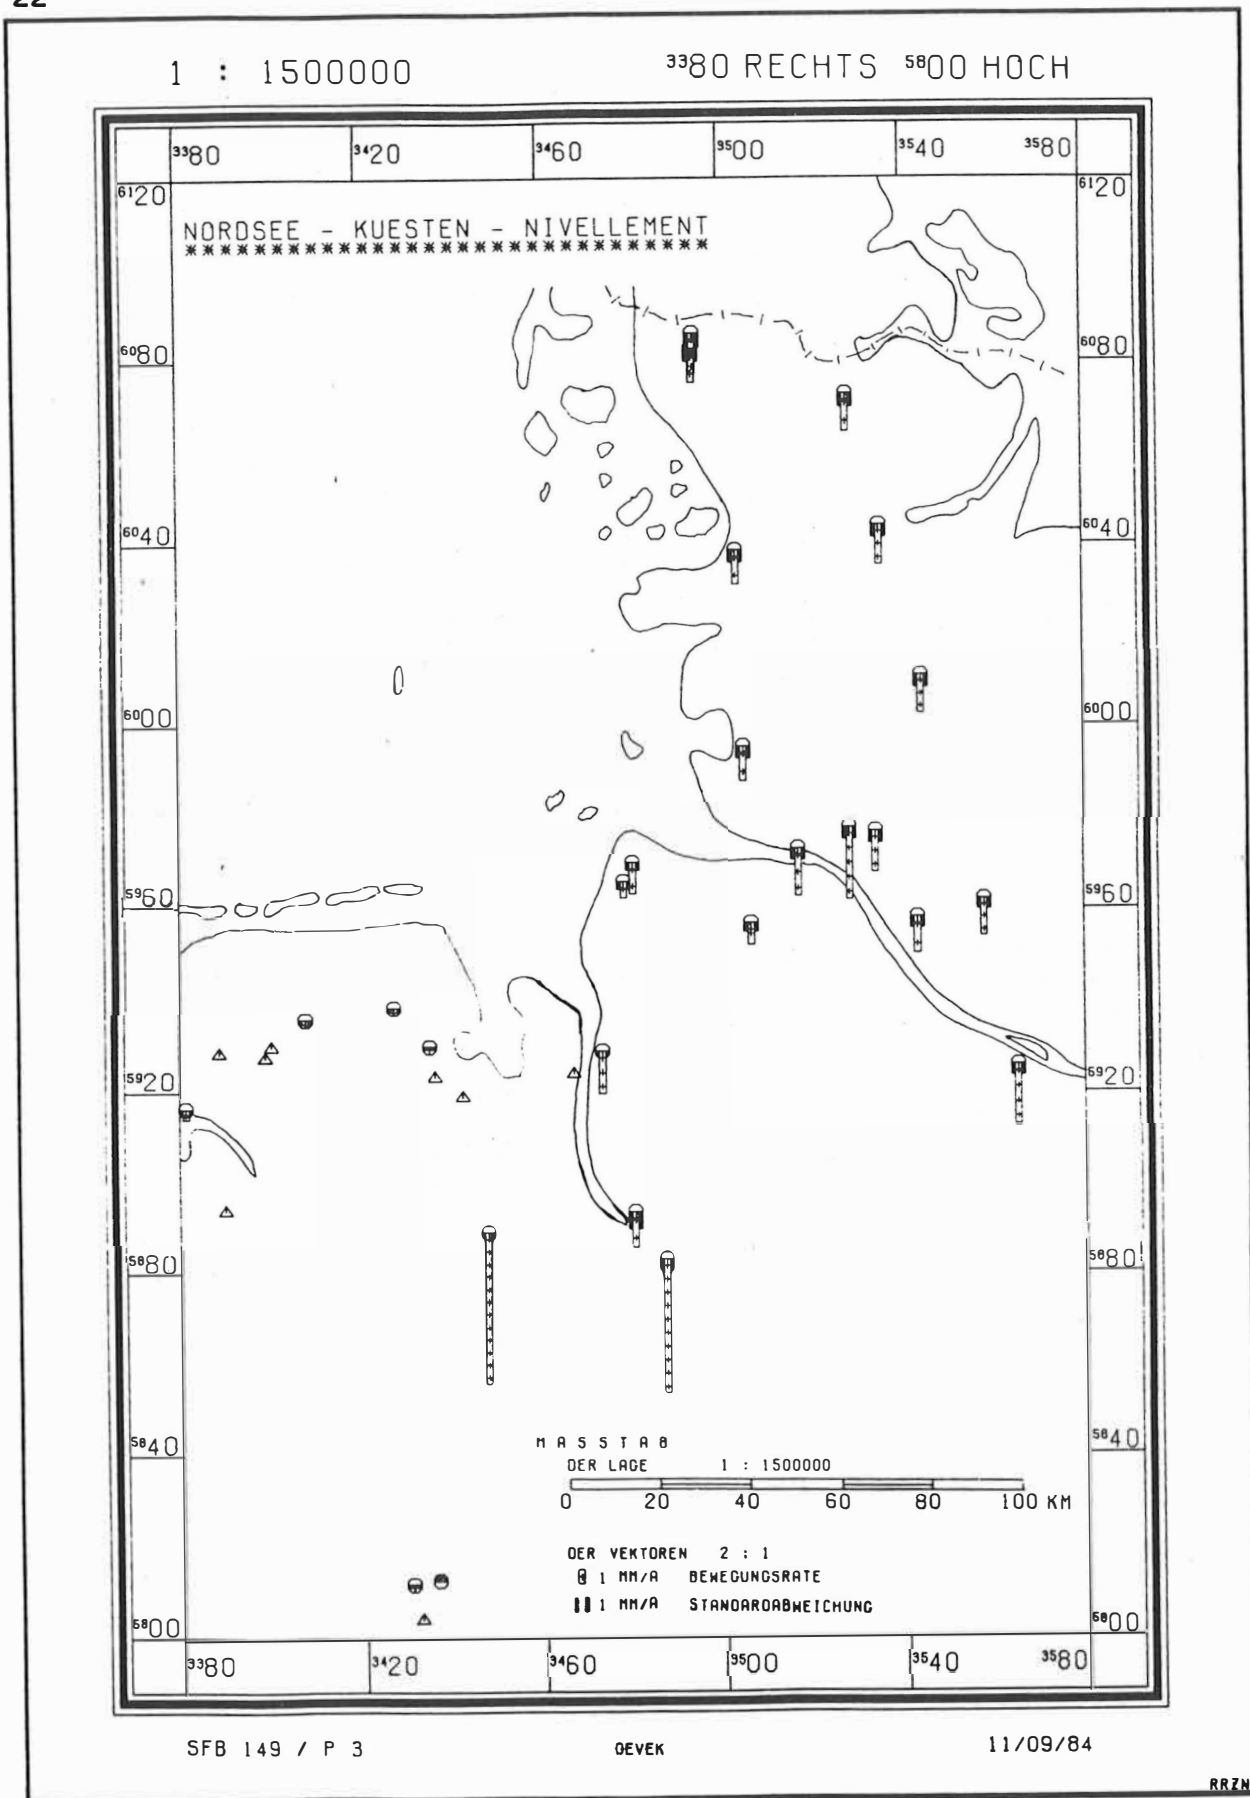 22
1 : 1500000 3380 RECHTS 5800 HOCH
3380 3420 3460 3500 3540 3580
6120 6120
NORDSEE - KUESTEN - NIVELLEMENT
*******************************
6080 6080
6040 6040
6000 6000
5960 5960
5920 5920
5880 5880
5840 5840
MASSTAB
DER LAGE 1 : 1500000
0 20 40 60 80 100 KM
DER VEKTOREN 2 : 1
1 MM/A BEWEGUNGSRATE
1 MM/A STANDARDABWEICHUNG
5800 5800
3380 3420 3460 3500 3540 3580
SFB 149 / P 3 GEVEK 11/09/84
RRZN